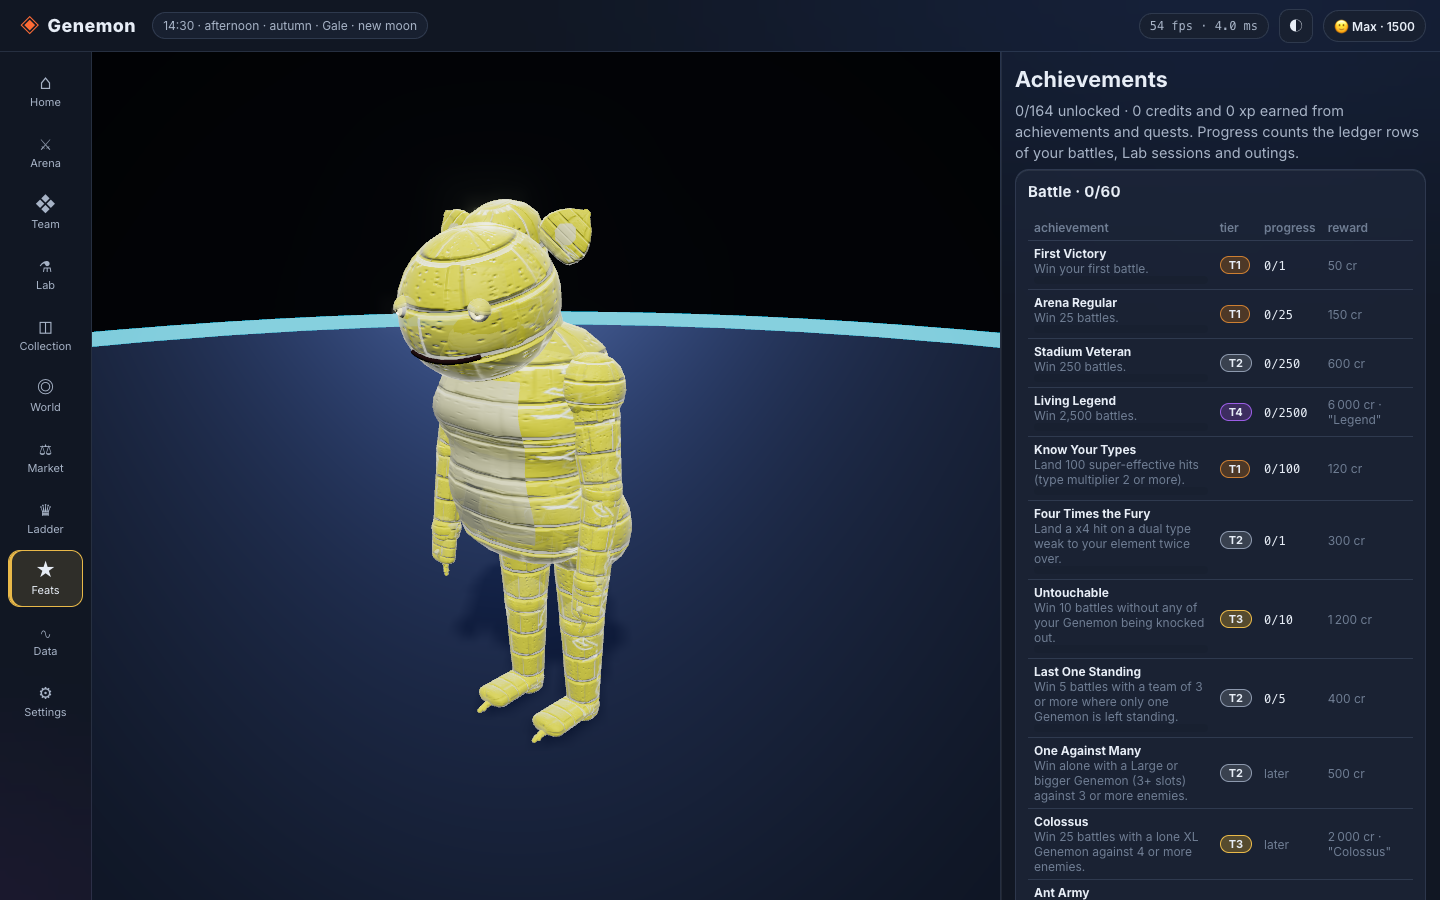 Genemon
14:30 · afternoon · autumn · Gale · new moon
54 fps · 4.0 ms
Max · 1500
Home
Arena
Team
Lab
Collection
World
Market
Ladder
Feats
Data
Settings
Achievements
0/164 unlocked · 0 credits and 0 xp earned from
achievements and quests. Progress counts the ledger rows
of your battles, Lab sessions and outings.
Battle · 0/60
achievement tier progress reward
First Victory
Win your first battle.
T1 0/1 50 cr
Arena Regular
Win 25 battles.
T1 0/25 150 cr
Stadium Veteran
Win 250 battles.
T2 0/250 600 cr
Living Legend
Win 2,500 battles.
T4 0/2500 6 000 cr ·
"Legend"
Know Your Types
Land 100 super-effective hits
(type multiplier 2 or more).
T1 0/100 120 cr
Four Times the Fury
Land a x4 hit on a dual type
weak to your element twice
over.
T2 0/1 300 cr
Untouchable
Win 10 battles without any of
your Genemon being knocked
out.
T3 0/10 1 200 cr
Last One Standing
Win 5 battles with a team of 3
or more where only one
Genemon is left standing.
T2 0/5 400 cr
One Against Many
Win alone with a Large or
bigger Genemon (3+ slots)
against 3 or more enemies.
T2 later 500 cr
Colossus
Win 25 battles with a lone XL
Genemon against 4 or more
enemies.
T3 later 2 000 cr ·
"Colossus"
Ant Army